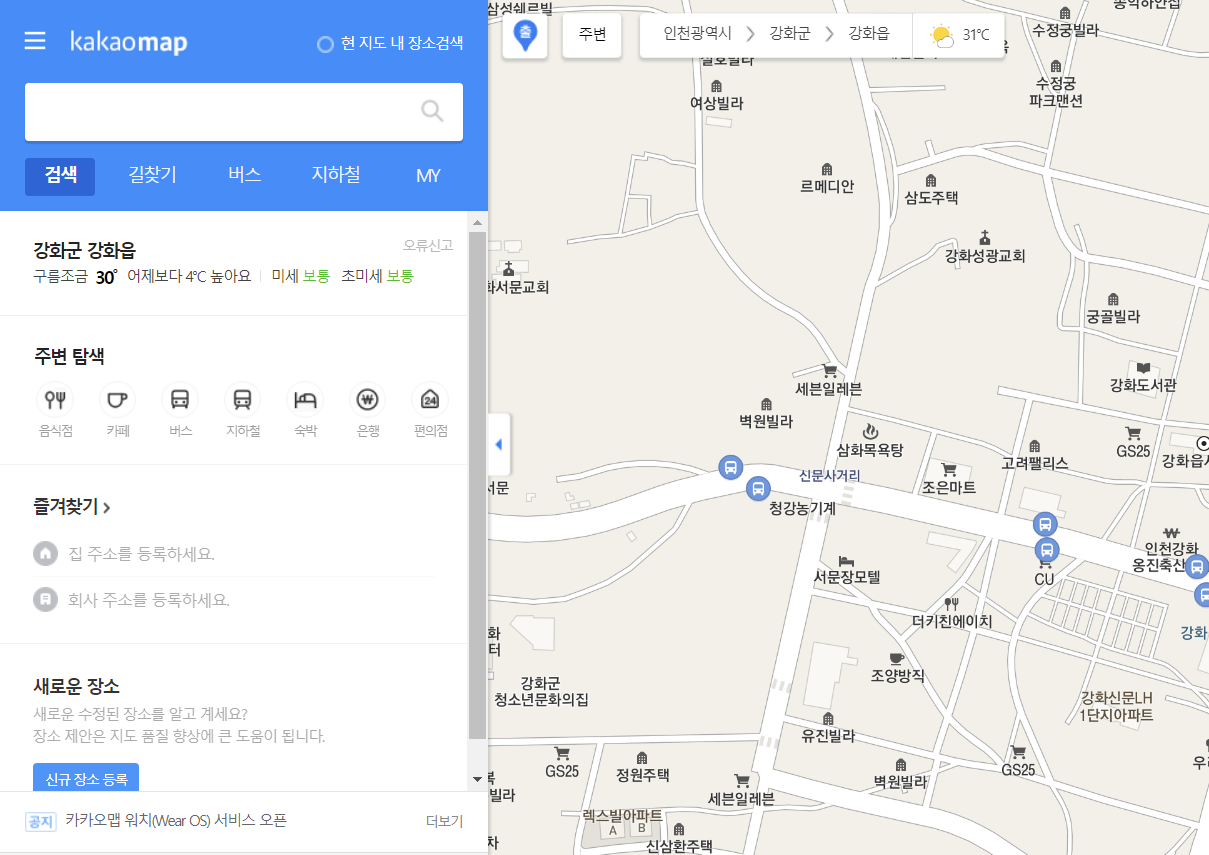 kakaomap
현 지도 내 장소검색
검색
길찾기
버스
지하철
MY
강화군 강화읍
오류신고
구름조금 30° 어제보다 4℃ 높아요 미세 보통 초미세 보통
주변 탐색
음식점
카페
버스
지하철
숙박
은행
24
편의점
즐겨찾기
집 주소를 등록하세요.
회사 주소를 등록하세요.
새로운 장소
새로운 수정된 장소를 알고 계세요?
장소 제안은 지도 품질 향상에 큰 도움이 됩니다.
신규 장소 등록
공지 카카오맵 워치(Wear OS) 서비스 오픈
더보기
주변
인천광역시
강화군
강화읍
31℃
삼성쉐르빌
수정궁빌라
수정궁
파크맨션
여상빌라
르메디안
삼도주택
강화성광교회
화서문교회
궁골빌라
강화도서관
세븐일레븐
벽원빌라
삼화목욕탕
고려팰리스
GS25
강화읍사
신문사거리
조은마트
서문
청강농기계
인천강화
옹진축산
CU
서문장모텔
더키친에이치
강화
화
터
조양방직
강화군
청소년문화의집
강화신문LH
1단지아파트
유진빌라
우리
GS25
GS25
정원주택
벽원빌라
세븐일레븐
빌라
렉스빌아파트
A
B
신삼환주택
차